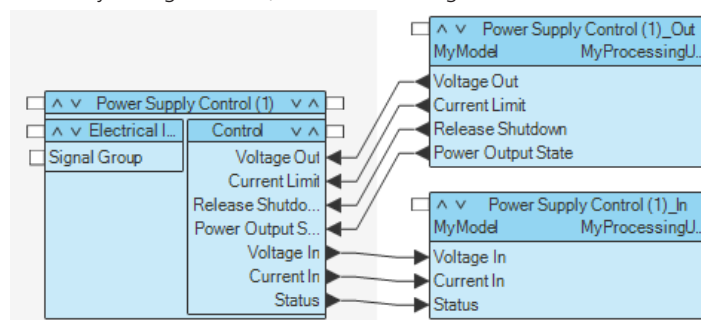 Power Supply Control (1)_Out
MyModel MyProcessingU..
Voltage Out
Current Limit
Release Shutdown
Power Output State
Power Supply Control (1)
Electrical I...
Control
Signal Group
Voltage Out
Current Limit
Release Shutdo...
Power Output S...
Voltage In
Current In
Status
Power Supply Control (1)_In
MyModel MyProcessingU..
Voltage In
Current In
Status